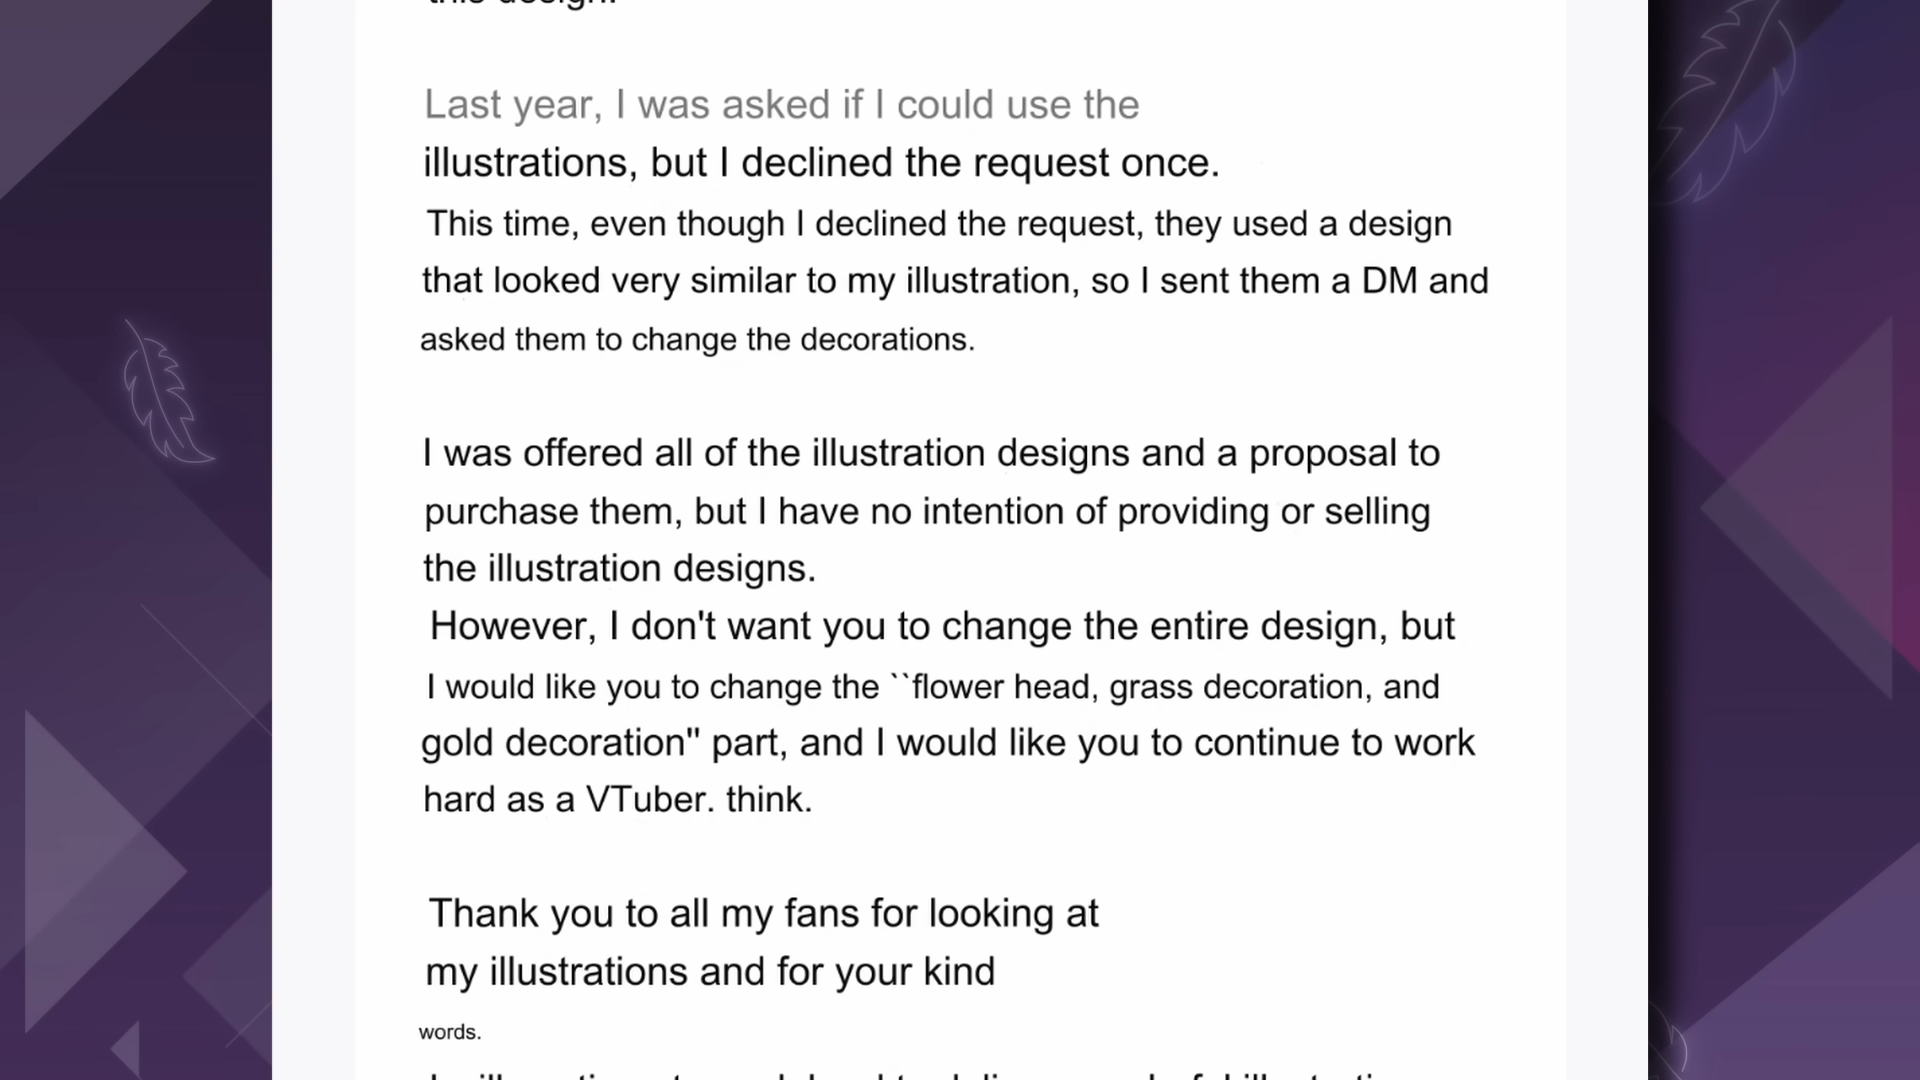 this design.
Last year, I was asked if I could use the
illustrations, but I declined the request once.
This time, even though I declined the request, they used a design
that looked very similar to my illustration, so I sent them a DM and
asked them to change the decorations.
I was offered all of the illustration designs and a proposal to
purchase them, but I have no intention of providing or selling
the illustration designs.
However, I don't want you to change the entire design, but
I would like you to change the ``flower head, grass decoration, and
gold decoration'' part, and I would like you to continue to work
hard as a VTuber. think.
Thank you to all my fans for looking at
my illustrations and for your kind
words.